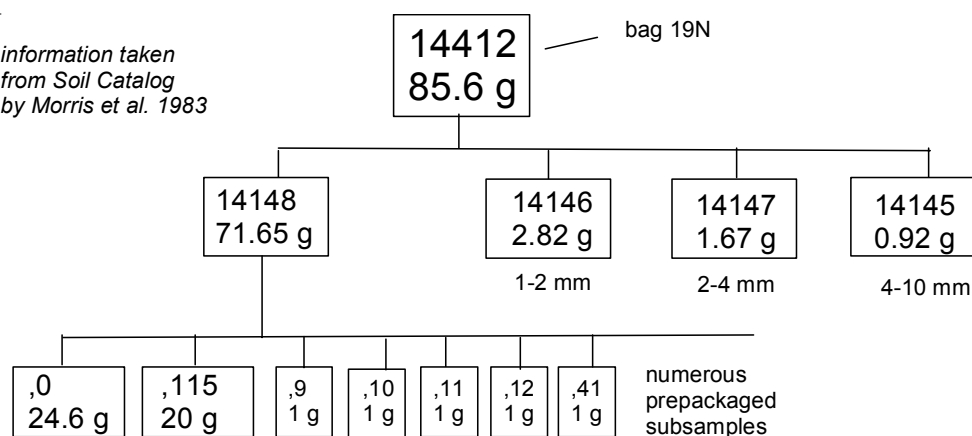 information taken
from Soil Catalog
by Morris et al. 1983
14412
85.6 g
bag 19N
14148
71.65 g
14146
2.82 g
14147
1.67 g
14145
0.92 g
1-2 mm
2-4 mm
4-10 mm
,0
24.6 g
,115
20 g
,9
1 g
,10
1 g
,11
1 g
,12
1 g
,41
1 g
numerous
prepackaged
subsamples